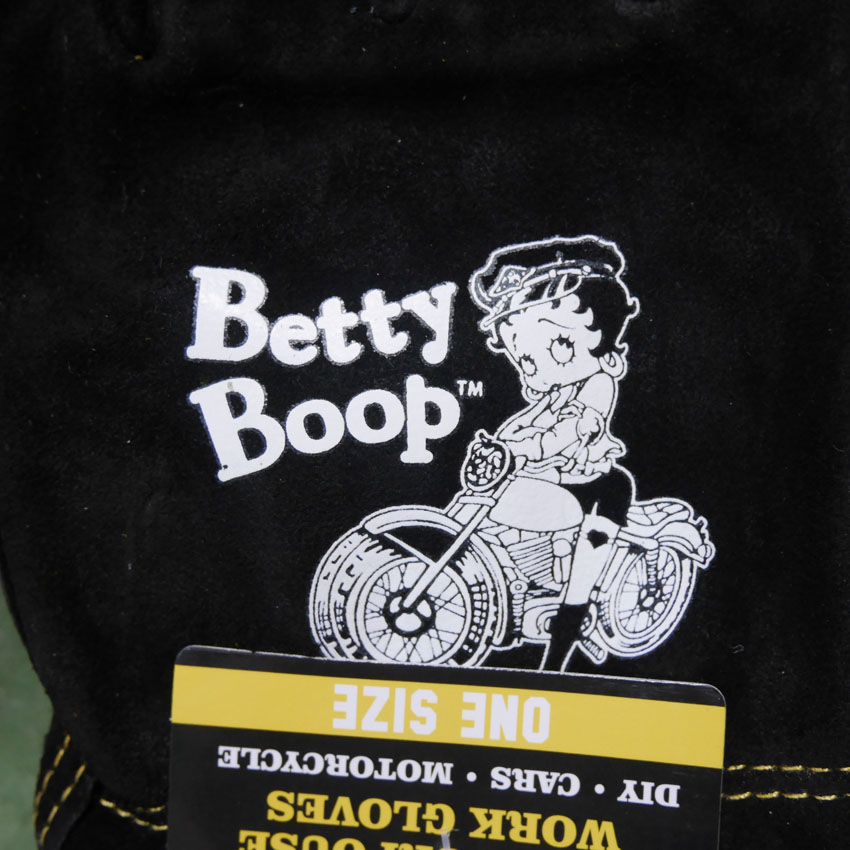 Betty
Boop™
ONE SIZE
DIY • CARS • MOTORCYCLE
WORK GLOVES